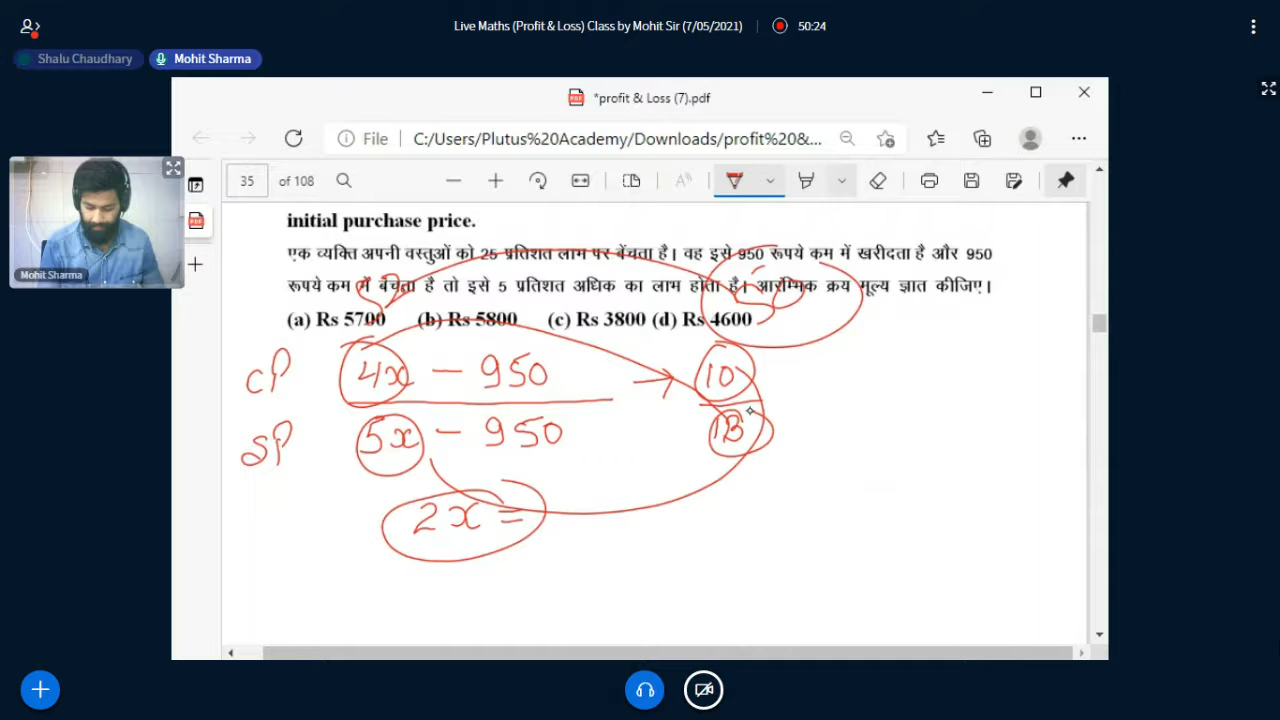 Live Maths (Profit & Loss) Class by Mohit Sir (7/05/2021)
50:24
Shalu Chaudhary
Mohit Sharma
*profit & Loss (7).pdf
File
C:/Users/Plutus%20Academy/Downloads/profit%20&...
35 of 108
initial purchase price.
एक व्यक्ति अपनी वस्तुओं को 25 प्रतिशत लाभ पर बेंचता है। वह इसे 950 रूपये कम में खरीदता है और 950
रूपये कम में बेंचता है तो इसे 5 प्रतिशत अधिक का लाभ होता है। आरंम्भिक क्रय मूल्य ज्ञात कीजिए।
52 50
(a) Rs 5700 (b) Rs 5800 (c) Rs 3800 (d) Rs 4600
CP 4x - 950 → 10
SP 5x - 950 13
2x =
Mohit Sharma